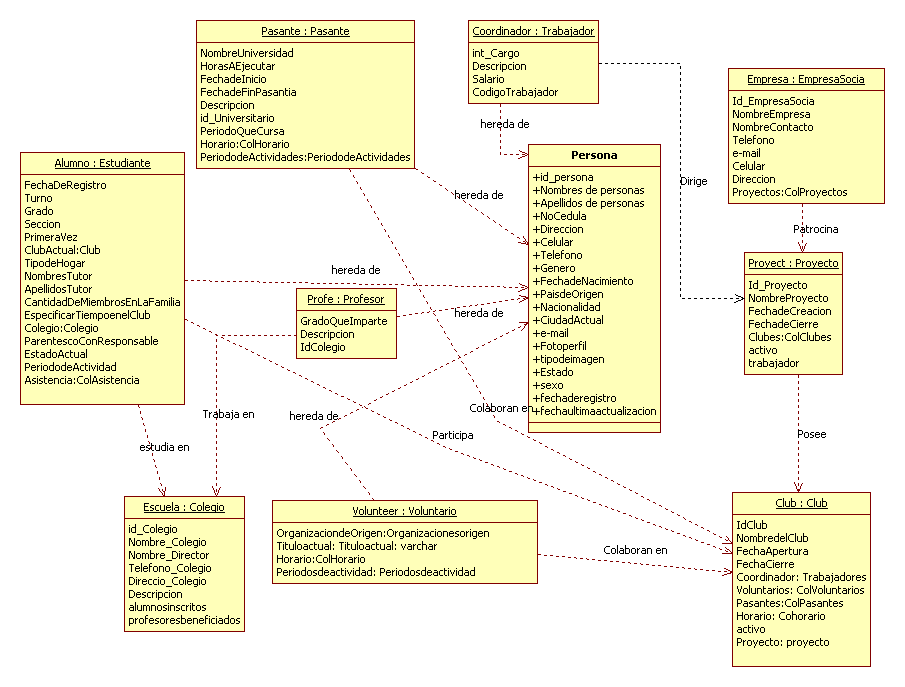 Pasante : Pasante
NombreUniversidad
HorasAEjecutar
FechadeInicio
FechadeFinPasantia
Descripcion
id_Universitario
PeriodoQueCursa
Horario:ColHorario
PeriododeActividades:PeriododeActividades
Coordinador : Trabajador
int_Cargo
Descripcion
Salario
CodigoTrabajador
Empresa : EmpresaSocia
Id_EmpresaSocia
NombreEmpresa
NombreContacto
Telefono
e-mail
Celular
Direccion
Proyectos:ColProyectos
hereda de
Dirige
hereda de
Patrocina
Alumno : Estudiante
FechaDeRegistro
Turno
Grado
Seccion
PrimeraVez
ClubActual:Club
TipodeHogar
NombresTutor
ApellidosTutor
CantidadDeMiembrosEnLaFamilia
EspecificarTiempoenelClub
Colegio:Colegio
ParentescoConResponsable
EstadoActual
PeriododeActividad
Asistencia:ColAsistencia
Persona
+id_persona
+Nombres de personas
+Apellidos de personas
+NoCedula
+Direccion
+Celular
+Telefono
+Genero
+FechadeNacimiento
+PaisdeOrigen
+Nacionalidad
+CiudadActual
+e-mail
+Fotoperfil
+tipodeimagen
+Estado
+sexo
+fechaderegistro
+fechaultimaactualizacion
hereda de
Profe : Profesor
GradoQueImparte
Descripcion
IdColegio
hereda de
Proyect : Proyecto
Id_Proyecto
NombreProyecto
FechadeCreacion
FechadeCierre
Clubes:ColClubes
activo
trabajador
Trabaja en
hereda de
Colaboran en
Participa
Posee
estudia en
Escuela : Colegio
id_Colegio
Nombre_Colegio
Nombre_Director
Telefono_Colegio
Direccio_Colegio
Descripcion
alumnosinscritos
profesoresbeneficiados
Volunteer : Voluntario
OrganizaciondeOrigen:Organizacionesorigen
Tituloactual: Tituloactual: varchar
Horario:ColHorario
Periodosdeactividad: Periodosdeactividad
Colaboran en
Club : Club
IdClub
NombredelClub
FechaApertura
FechaCierre
Coordinador: Trabajadores
Voluntarios: ColVoluntarios
Pasantes:ColPasantes
Horario: Cohorario
activo
Proyecto: proyecto